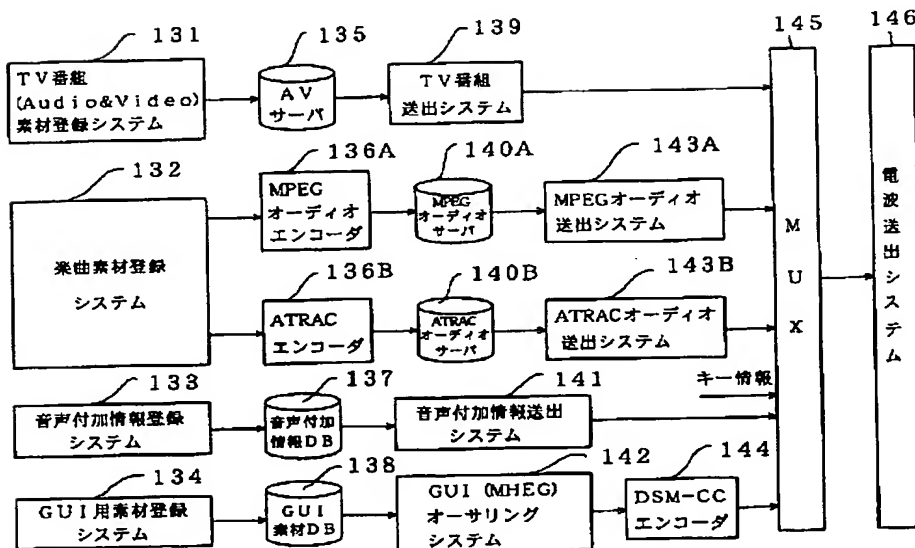 131
TV番組
(Audio&Video)
素材登録システム
135
AV
サーバ
139
TV番組
送出システム
145
MUX
146
電波送出システム
132
楽曲素材登録
システム
136A
MPEG
オーディオ
エンコーダ
140A
MPEG
オーディオ
サーバ
143A
MPEGオーディオ
送出システム
136B
ATRAC
エンコーダ
140B
ATRAC
オーディオ
サーバ
143B
ATRACオーディオ
送出システム
キー情報
133
音声付加情報登録
システム
137
音声付加
情報DB
141
音声付加情報送出
システム
134
GUI用素材登録
システム
138
GUI
素材DB
142
GUI(MHEG)
オーサリング
システム
144
DSM-CC
エンコーダ